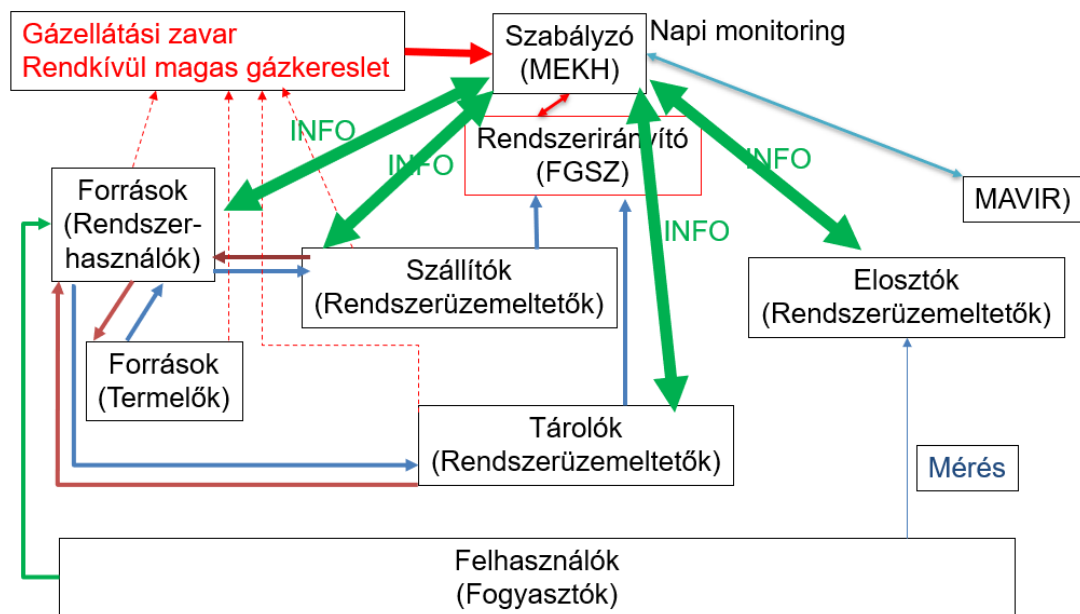 Gázellátási zavar
Rendkívül magas gázkereslet
Szabályzó
(MEKH)
Napi monitoring
INFO
INFO
Rendszerirányító
(FGSZ)
INFO
MAVIR)
Források
(Rendszer-
használók)
INFO
Szállítók
(Rendszerüzemeltetők)
Elosztók
(Rendszerüzemeltetők)
Források
(Termelők)
Tárolók
(Rendszerüzemeltetők)
Mérés
Felhasználók
(Fogyasztók)